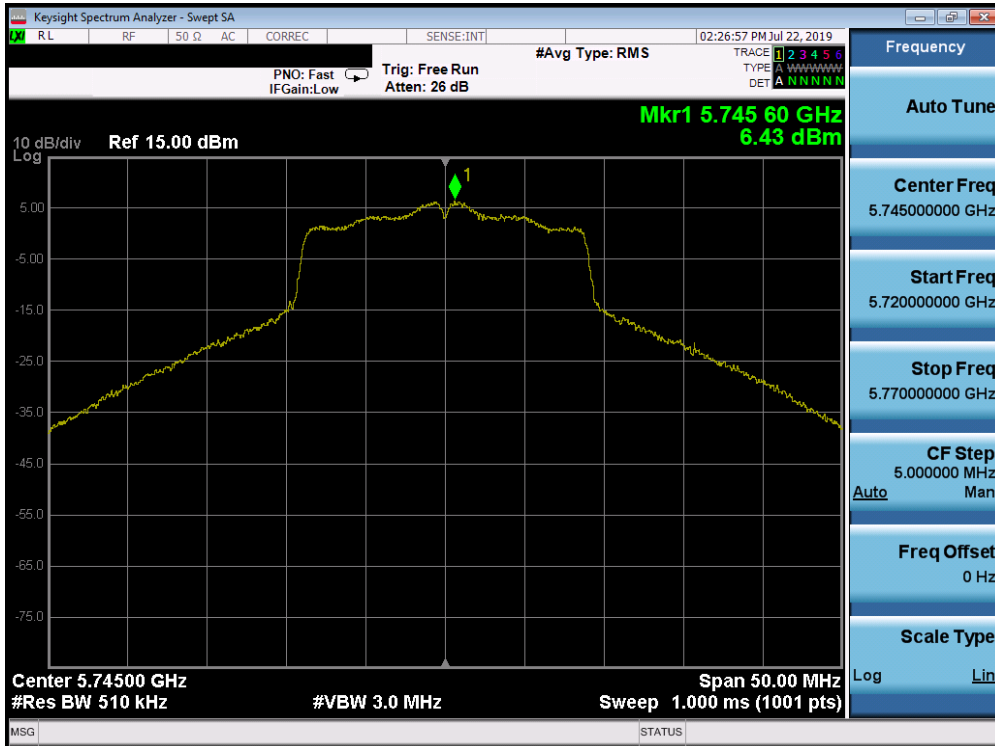 Keysight Spectrum Analyzer - Swept SA
LXI RL RF 50 Ω AC CORREC SENSE:INT 02:26:57 PM Jul 22, 2019
#Avg Type: RMS
TRACE 1 2 3 4 5 6
TYPE A WWWWW
DET A N N N N N
PNO: Fast
IFGain:Low
Trig: Free Run
Atten: 26 dB
Mkr1 5.745 60 GHz
6.43 dBm
10 dB/div
Log
Ref 15.00 dBm
1
5.00
-5.00
-15.0
-25.0
-35.0
-45.0
-55.0
-65.0
-75.0
Center 5.74500 GHz
Span 50.00 MHz
#Res BW 510 kHz
#VBW 3.0 MHz
Sweep 1.000 ms (1001 pts)
MSG
STATUS
Frequency
Auto Tune
Center Freq
5.745000000 GHz
Start Freq
5.720000000 GHz
Stop Freq
5.770000000 GHz
CF Step
5.000000 MHz
Auto Man
Freq Offset
0 Hz
Scale Type
Log Lin